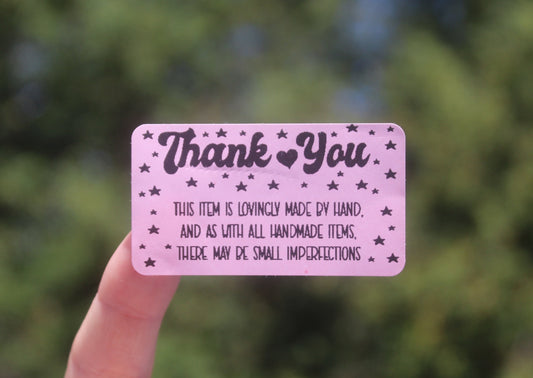 Thank You
THIS ITEM IS LOVINGLY MADE BY HAND,
AND AS WITH ALL HANDMADE ITEMS,
THERE MAY BE SMALL IMPERFECTIONS